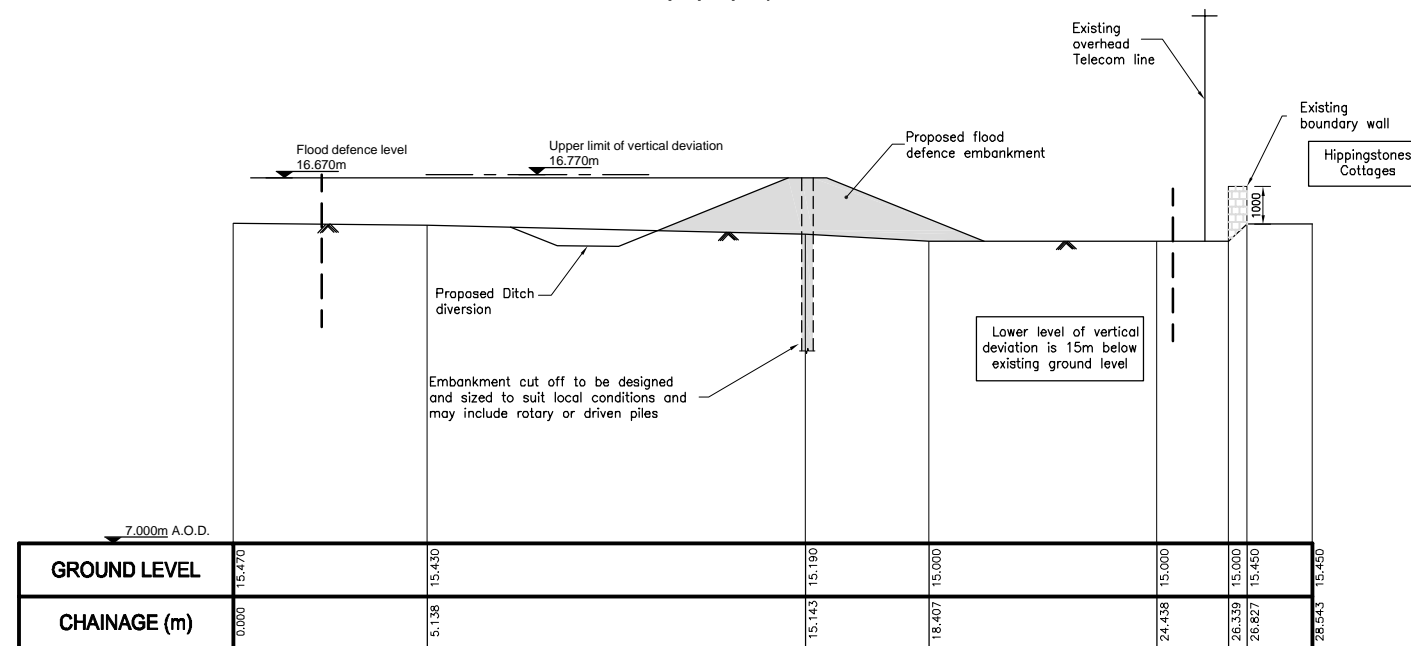 Existing
overhead
Telecom line
Existing
boundary wall
Hippingstones
Cottages
Flood defence level
16.670m
Upper limit of vertical deviation
16.770m
Proposed flood
defence embankment
1000
Proposed Ditch
diversion
Lower level of vertical
deviation is 15m below
existing ground level
Embankment cut off to be designed
and sized to suit local conditions and
may include rotary or driven piles
7.000m A.O.D.
GROUND LEVEL
15.470
15.430
15.190
15.000
15.000
15.000
15.450
15.450
CHAINAGE (m)
0.000
5.138
15.143
18.407
24.438
26.339
26.827
28.543